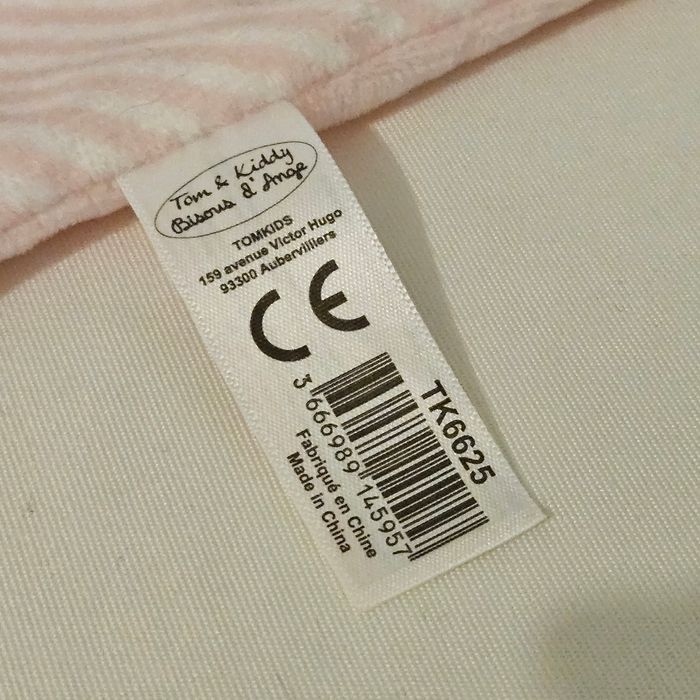 Tom & Kiddy
Bisous d'Ange
TOMKIDS
159 avenue Victor Hugo
93300 Aubervilliers
CE
TK6625
3 666989 145957
Fabriqué en Chine
Made in China